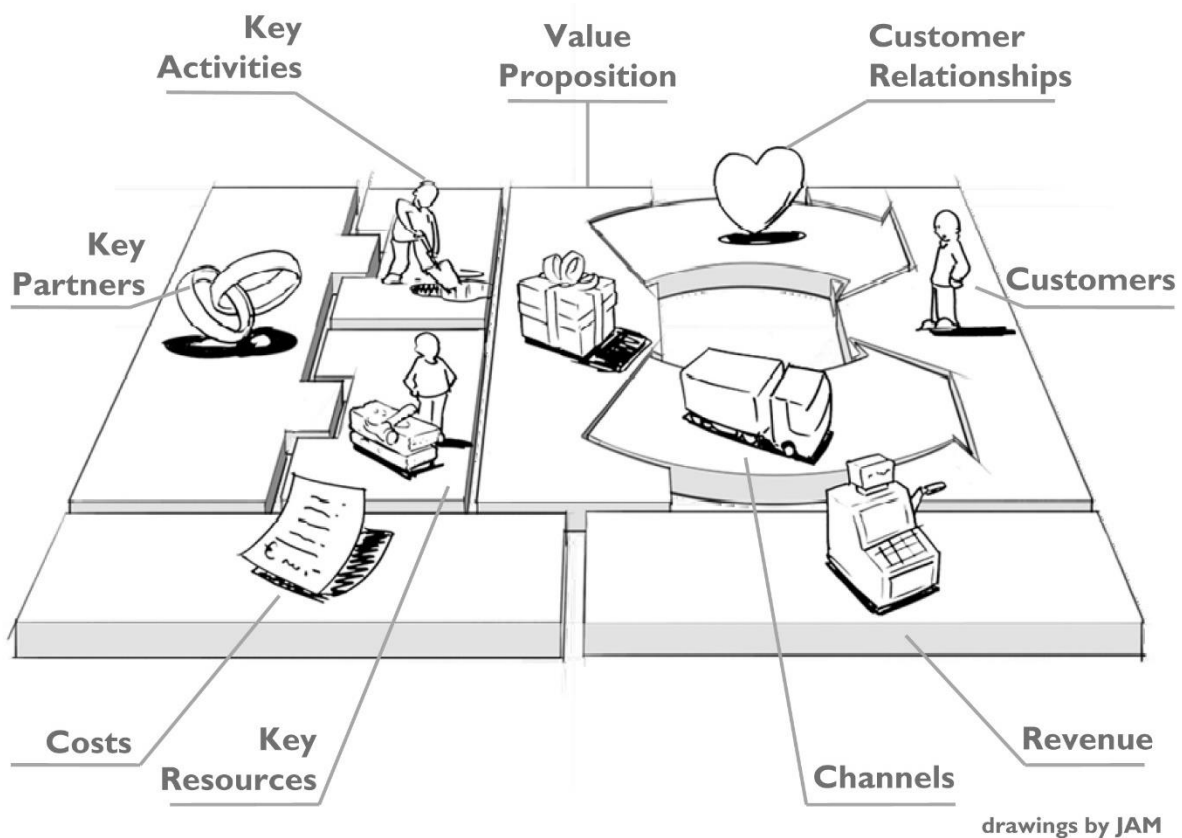 Key
Activities
Value
Proposition
Customer
Relationships
Key
Partners
Customers
€
Costs
Key
Resources
Channels
Revenue
drawings by JAM